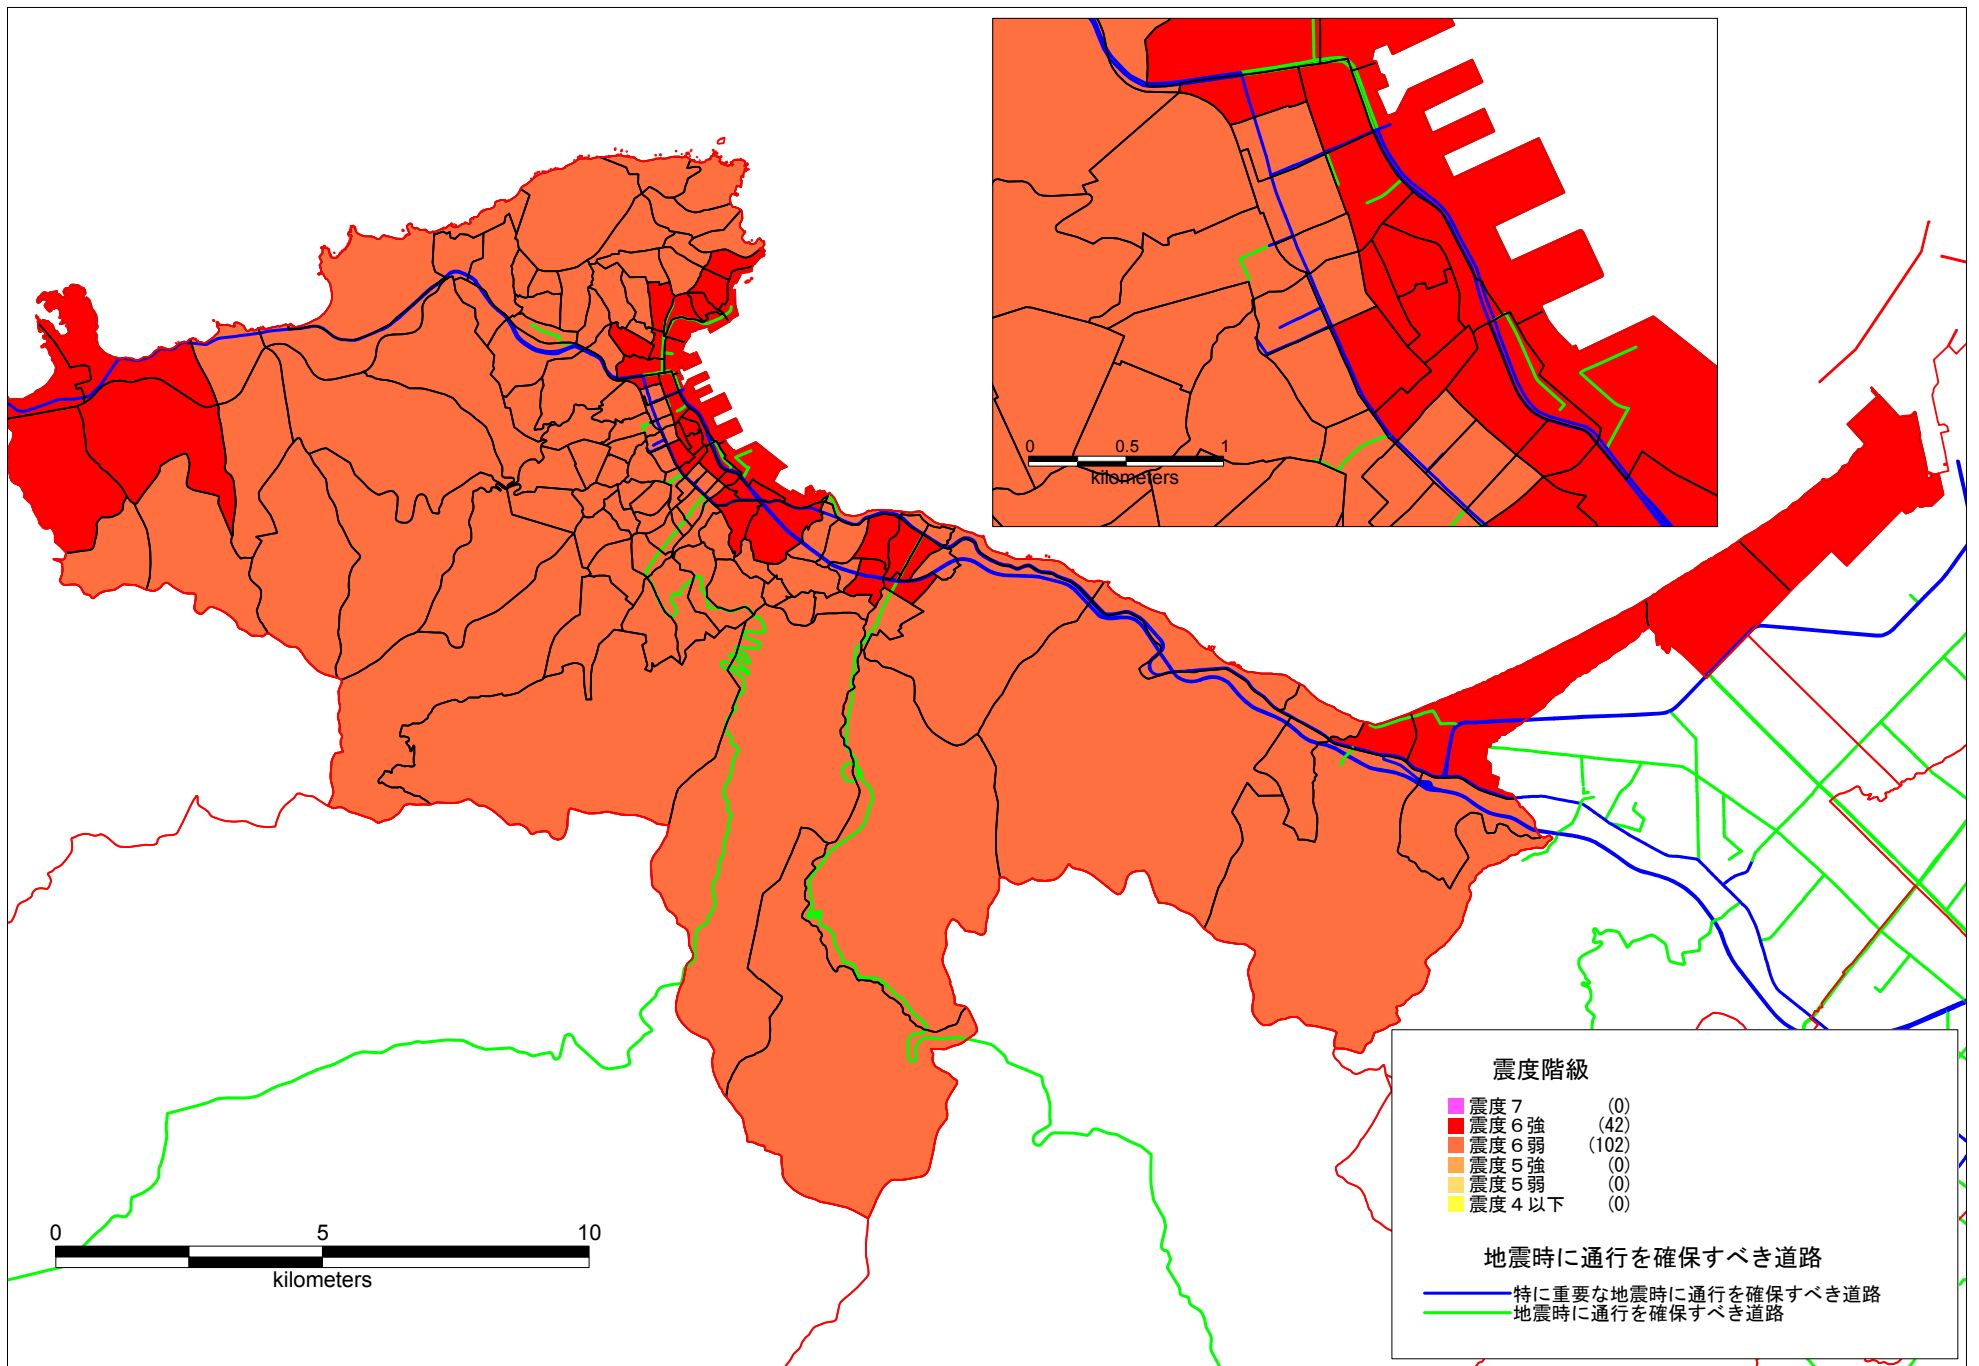 0 0.5 1
kilometers
震度階級
震度７ (0)
震度６強 (42)
震度６弱 (102)
震度５強 (0)
震度５弱 (0)
震度４以下 (0)
地震時に通行を確保すべき道路
特に重要な地震時に通行を確保すべき道路
地震時に通行を確保すべき道路
0 5 10
kilometers